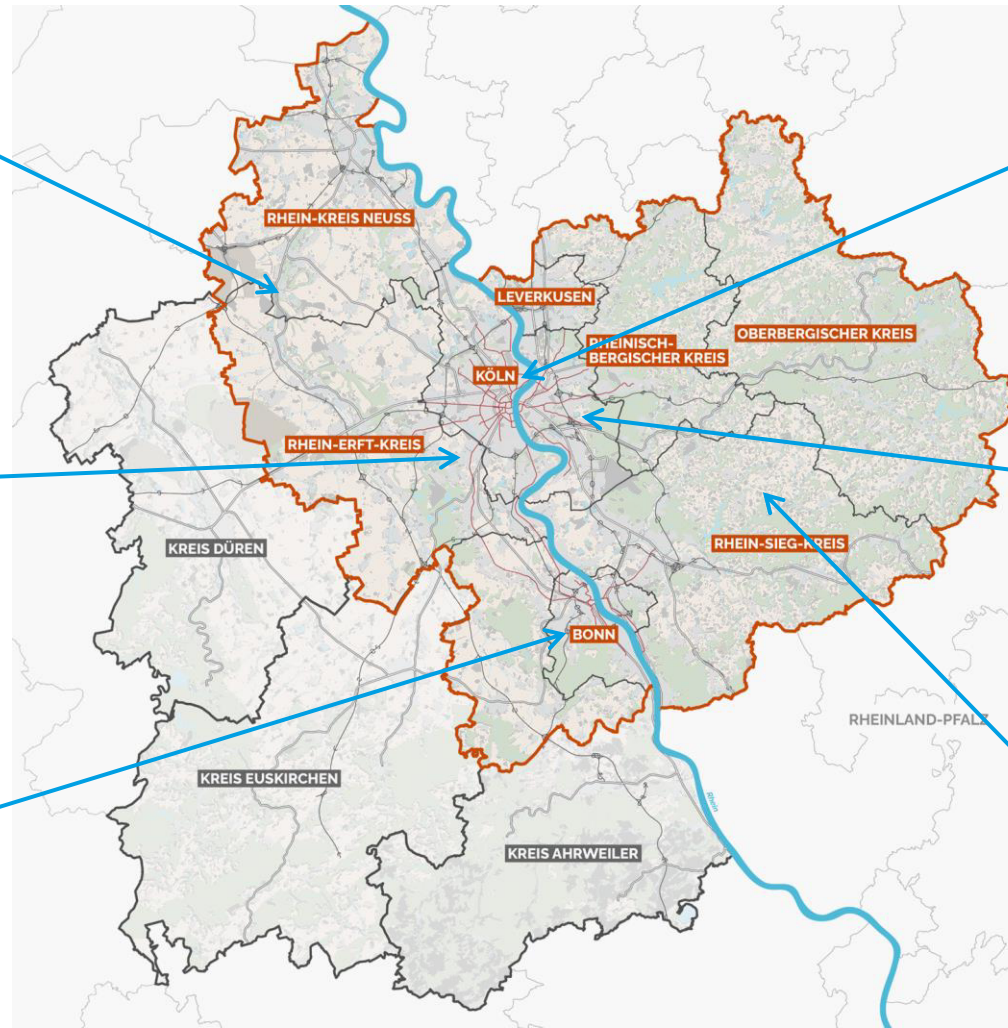 RHEIN-KREIS NEUSS
LEVERKUSEN
OBERBERGISCHER KREIS
RHEINISCH-
BERGISCHER KREIS
KÖLN
RHEIN-ERFT-KREIS
KREIS DÜREN
RHEIN-SIEG-KREIS
BONN
RHEINLAND-PFALZ
KREIS EUSKIRCHEN
Rhein
KREIS AHRWEILER